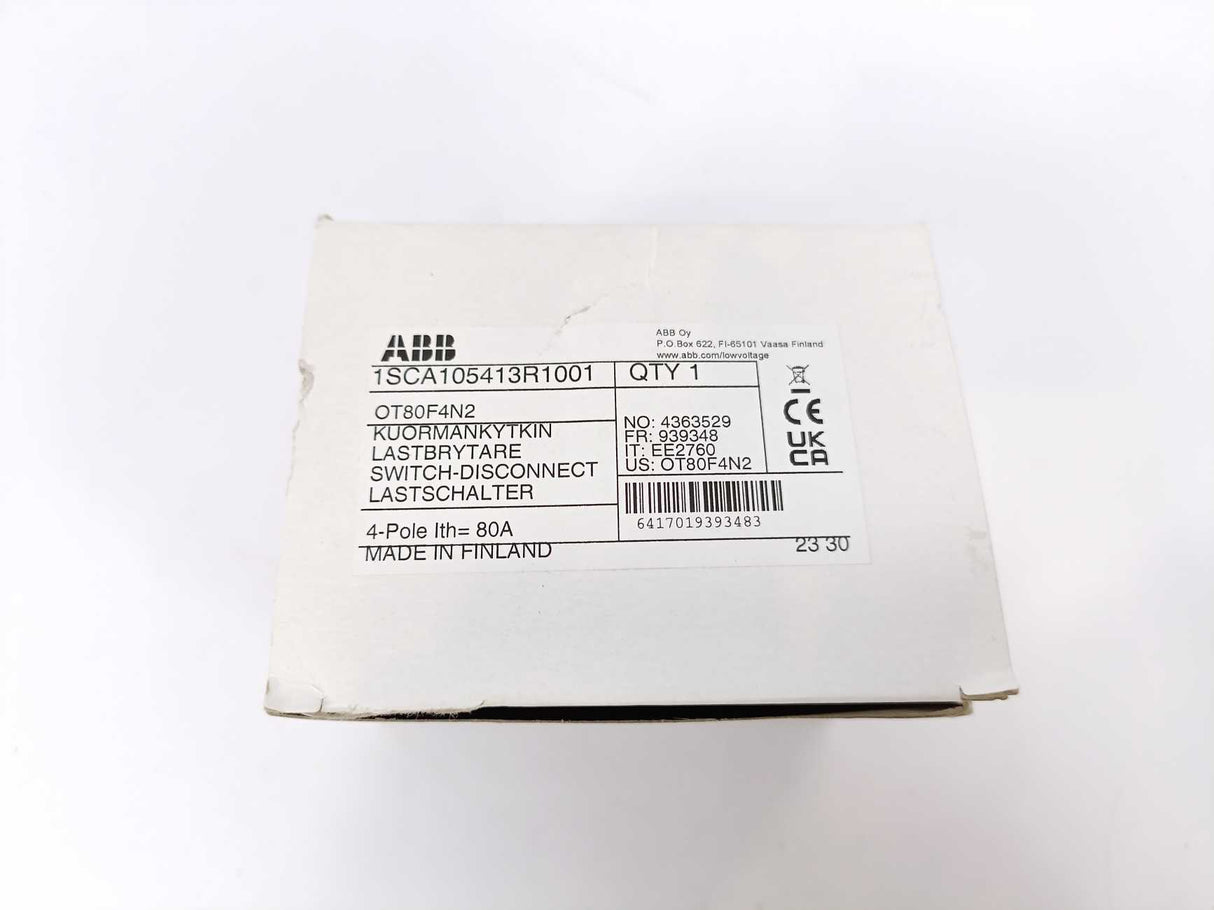 ABB
ABB Oy
P.O.Box 622, FI-65101 Vaasa Finland
www.abb.com/lowvoltage
1SCA105413R1001
QTY 1
OT80F4N2
KUORMANKYTKIN
LASTBRYTARE
SWITCH-DISCONNECT
LASTSCHALTER
NO: 4363529
FR: 939348
IT: EE2760
US: OT80F4N2
CE
UK
CA
6417019393483
4-Pole Ith= 80A
MADE IN FINLAND
23 30